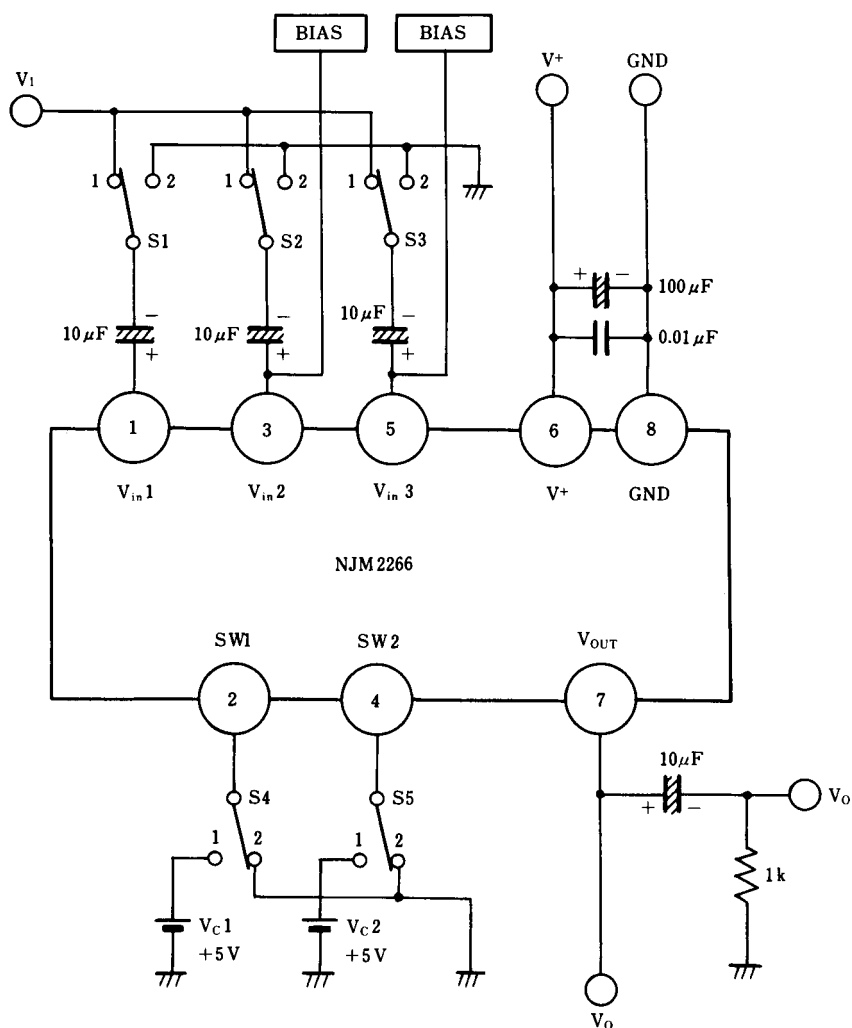 BIAS BIAS
V+ GND
V1
1 2 1 2 1 2
S1 S2 S3
+ − 100μF
10μF − 10μF − 10μF −
0.01μF
+ + +
1 3 5 6 8
Vin1 Vin2 Vin3 V+ GND
NJM2266
SW1 SW2 VOUT
2 4 7
10μF
S4 S5
+ − VO
1 2 1 2
1k
VC1 VC2
+5V +5V
VO